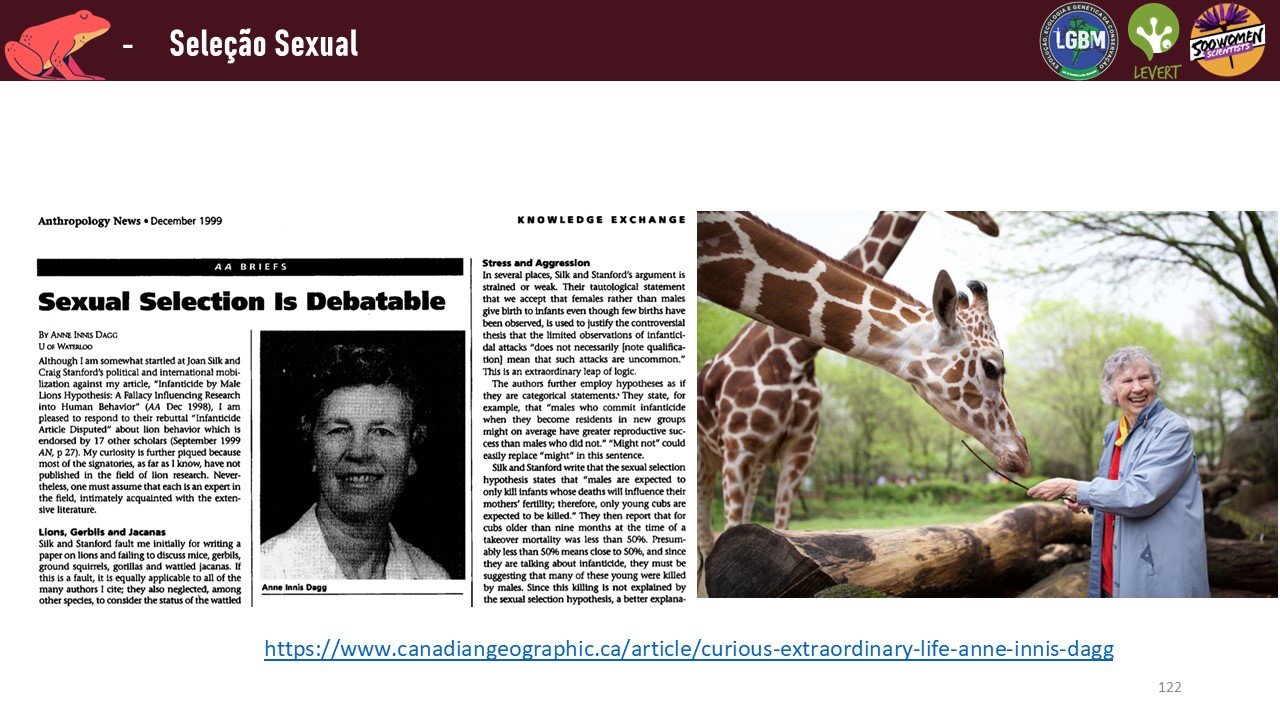 - Seleção Sexual
EVOLUÇÃO, ECOLOGIA E GENÉTICA DA CONSERVAÇÃO
LGBM
LEVERT
500 WOMEN
SCIENTISTS
Anthropology News • December 1999
KNOWLEDGE EXCHANGE
AA BRIEFS
Sexual Selection Is Debatable
BY ANNE INNIS DAGG
U OF WATERLOO
Although I am somewhat startled at Joan Silk and
Craig Stanford's political and international mobi-
lization against my article, "Infanticide by Male
Lions Hypothesis: A Fallacy Influencing Research
into Human Behavior" (AA Dec 1998), I am
pleased to respond to their rebuttal "Infanticide
Article Disputed" about lion behavior which is
endorsed by 17 other scholars (September 1999
AN, p 27). My curiosity is further piqued because
most of the signatories, as far as I know, have not
published in the field of lion research. Never-
theless, one must assume that each is an expert in
the field, intimately acquainted with the exten-
sive literature.
Lions, Gerbils and Jacanas
Silk and Stanford fault me initially for writing a
paper on lions and failing to discuss mice, gerbils,
ground squirrels, gorillas and wattled jacanas. If
this is a fault, it is equally applicable to all of the
many authors I cite; they also neglected, among
other species, to consider the status of the wattled
Anne Innis Dagg
Stress and Aggression
In several places, Silk and Stanford's argument is
strained or weak. Their tautological statement
that we accept that females rather than males
give birth to infants even though few births have
been observed, is used to justify the controversial
thesis that the limited observations of infantici-
dal attacks "does not necessarily [note qualifica-
tion] mean that such attacks are uncommon."
This is an extraordinary leap of logic.
The authors further employ hypotheses as if
they are categorical statements. They state, for
example, that "males who commit infanticide
when they become residents in new groups
might on average have greater reproductive suc-
cess than males who did not." "Might not" could
easily replace "might" in this sentence.
Silk and Stanford write that the sexual selection
hypothesis states that "males are expected to
only kill infants whose deaths will influence their
mothers' fertility; therefore, only young cubs are
expected to be killed." They then report that for
cubs older than nine months at the time of a
takeover mortality was less than 50%. Presum-
ably less than 50% means close to 50%, and since
they are talking about infanticide, they must be
suggesting that many of these young were killed
by males. Since this killing is not explained by
the sexual selection hypothesis, a better explana-
https://www.canadiangeographic.ca/article/curious-extraordinary-life-anne-innis-dagg
122